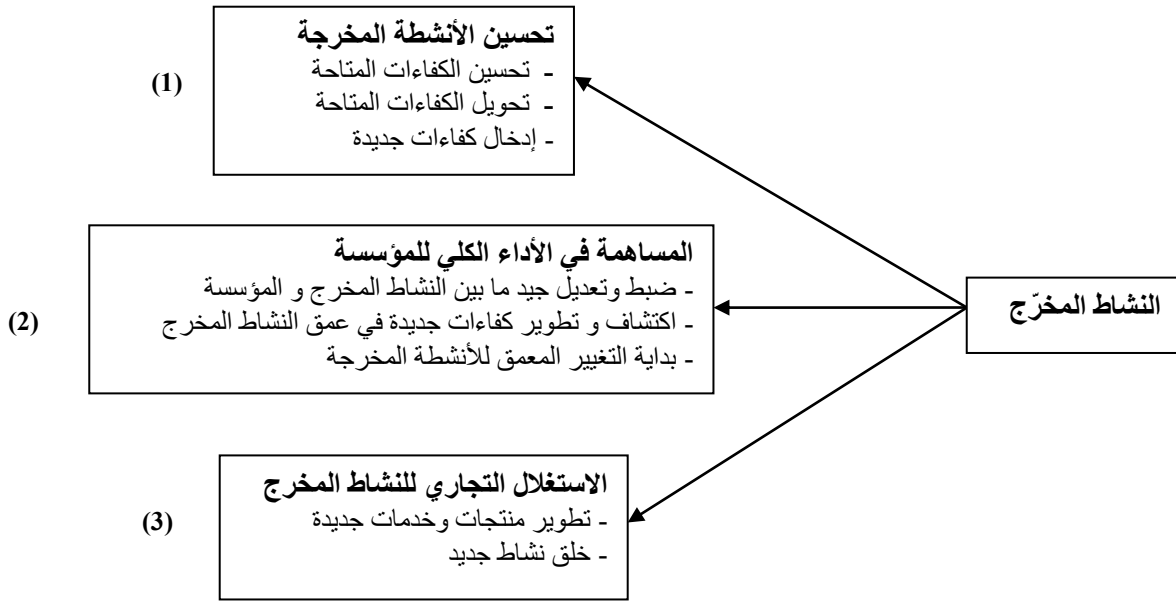 تحسين الأنشطة المخرجة
- تحسين الكفاءات المتاحة
- تحويل الكفاءات المتاحة
- إدخال كفاءات جديدة
(1)
المساهمة في الأداء الكلي للمؤسسة
- ضبط وتعديل جيد ما بين النشاط المخرج و المؤسسة
- اكتشاف و تطوير كفاءات جديدة في عمق النشاط المخرج
- بداية التغيير المعمق للأنشطة المخرجة
(2)
النشاط المخرّج
الاستغلال التجاري للنشاط المخرج
- تطوير منتجات وخدمات جديدة
- خلق نشاط جديد
(3)